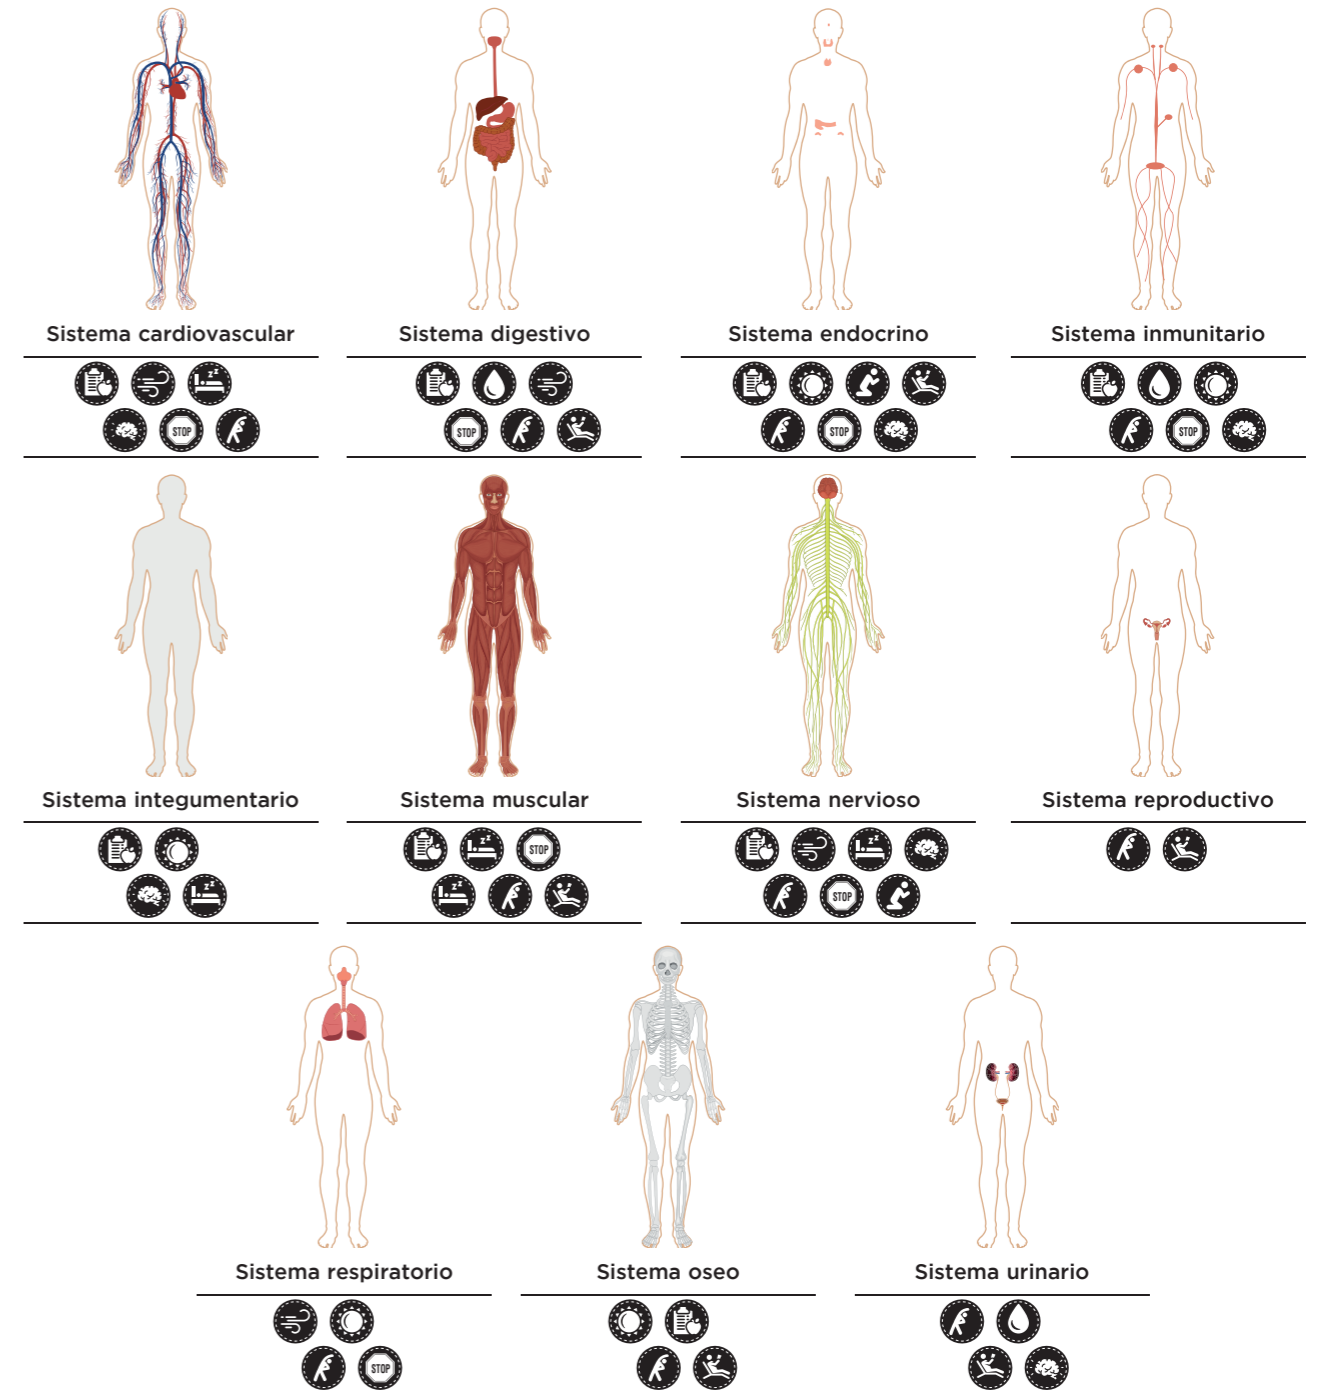 Sistema cardiovascular
Sistema digestivo
Sistema endocrino
Sistema inmunitario
z z
STOP
STOP
STOP
STOP
Sistema integumentario
Sistema muscular
Sistema nervioso
Sistema reproductivo
z z
STOP
z z
z z
z z
STOP
Sistema respiratorio
Sistema oseo
Sistema urinario
STOP